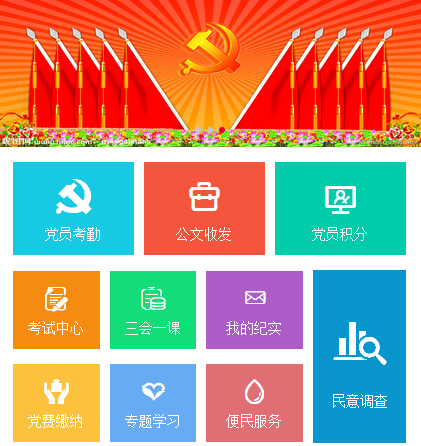 党员考勤
公文收发
党员积分
考试中心
三会一课
我的纪实
民意调查
党费缴纳
专题学习
便民服务